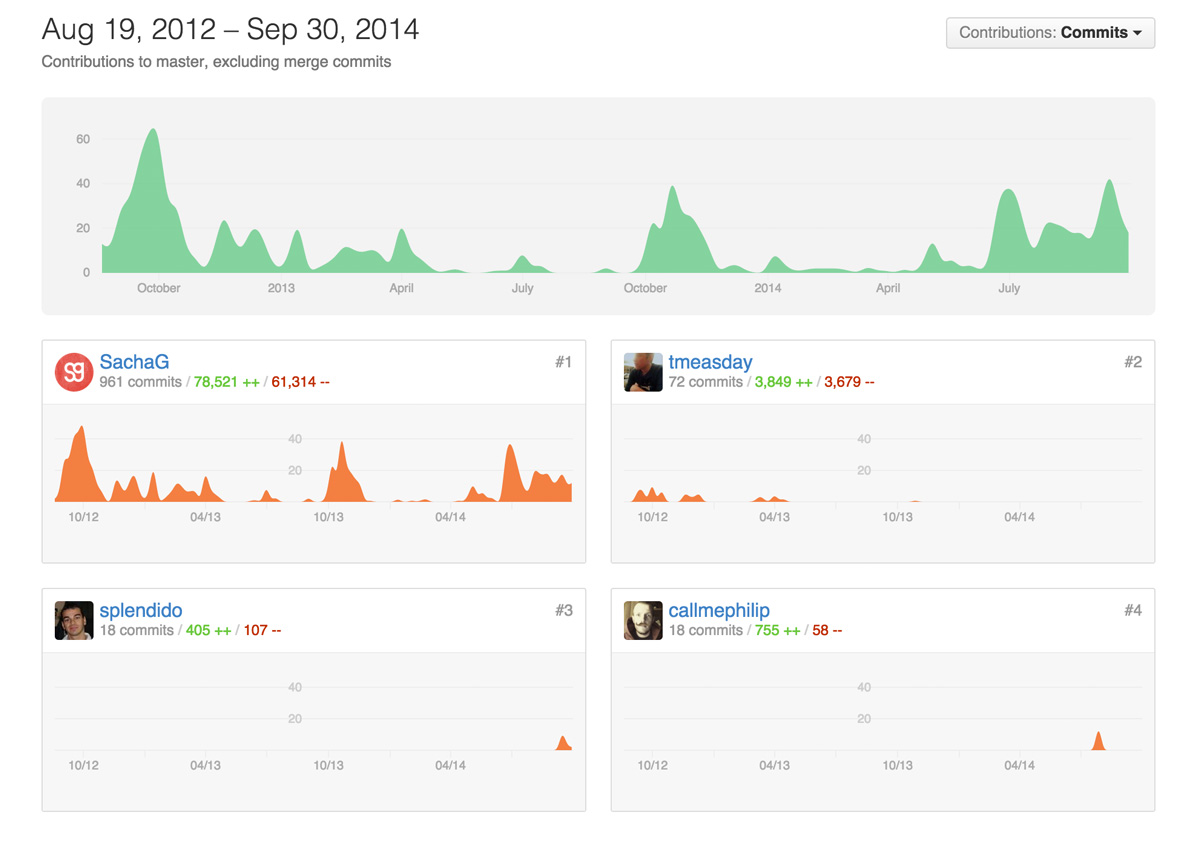 Aug 19, 2012 – Sep 30, 2014
Contributions: Commits
Contributions to master, excluding merge commits
60
40
20
0
October 2013 April July October 2014 April July
SachaG #1
961 commits / 78,521 ++ / 61,314 --
sg
40
20
10/12 04/13 10/13 04/14
tmeasday #2
72 commits / 3,849 ++ / 3,679 --
40
20
10/12 04/13 10/13 04/14
splendido #3
18 commits / 405 ++ / 107 --
40
20
10/12 04/13 10/13 04/14
callmephilip #4
18 commits / 755 ++ / 58 --
40
20
10/12 04/13 10/13 04/14